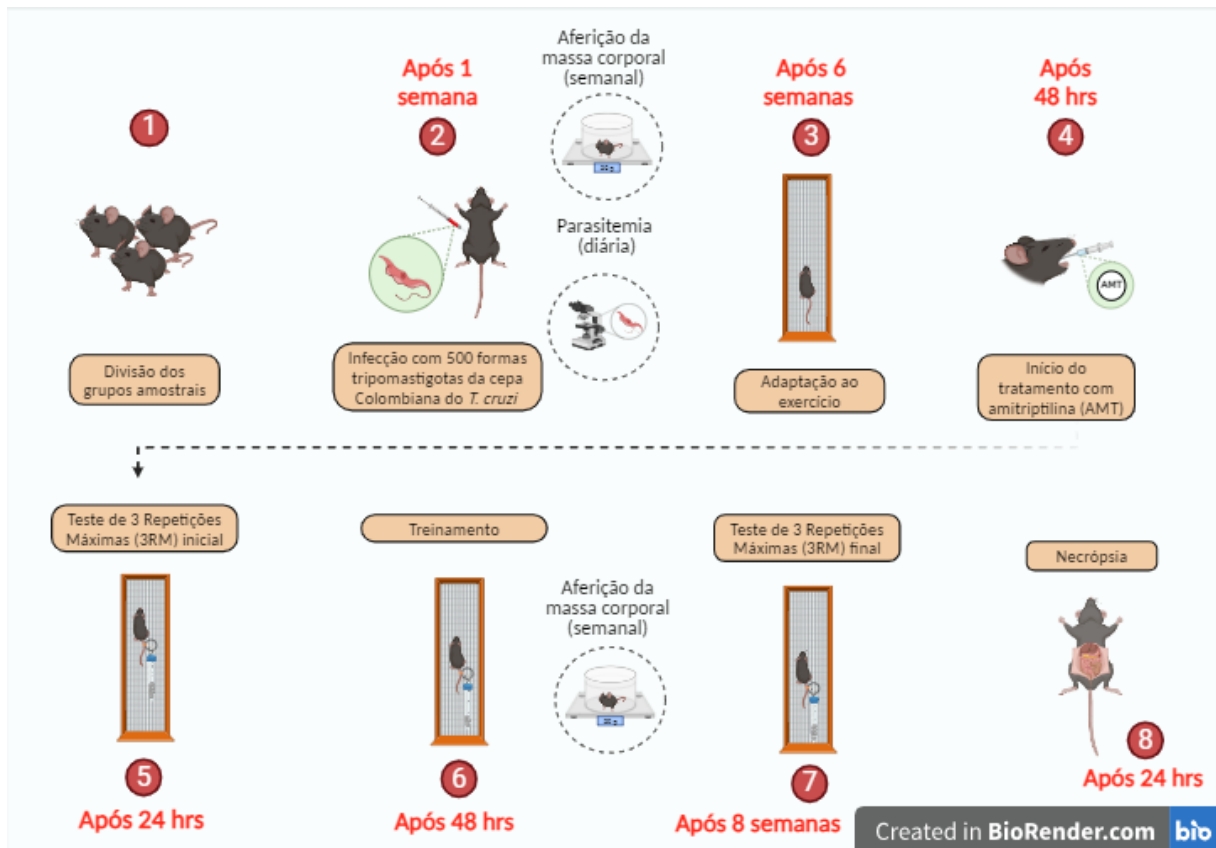 1
Após 1
semana
2
Aferição da
massa corporal
(semanal)
Após 6
semanas
3
Após
48 hrs
4
Parasitemia
(diária)
AMT
Divisão dos
grupos amostrais
Infecção com 500 formas
tripomastigotas da cepa
Colombiana do T. cruzi
Adaptação ao
exercício
Início do
tratamento com
amitriptilina (AMT)
Teste de 3 Repetições
Máximas (3RM) inicial
Treinamento
Aferição da
massa corporal
(semanal)
Teste de 3 Repetições
Máximas (3RM) final
Necrópsia
5
Após 24 hrs
6
Após 48 hrs
7
Após 8 semanas
8
Após 24 hrs
Created in BioRender.com bio